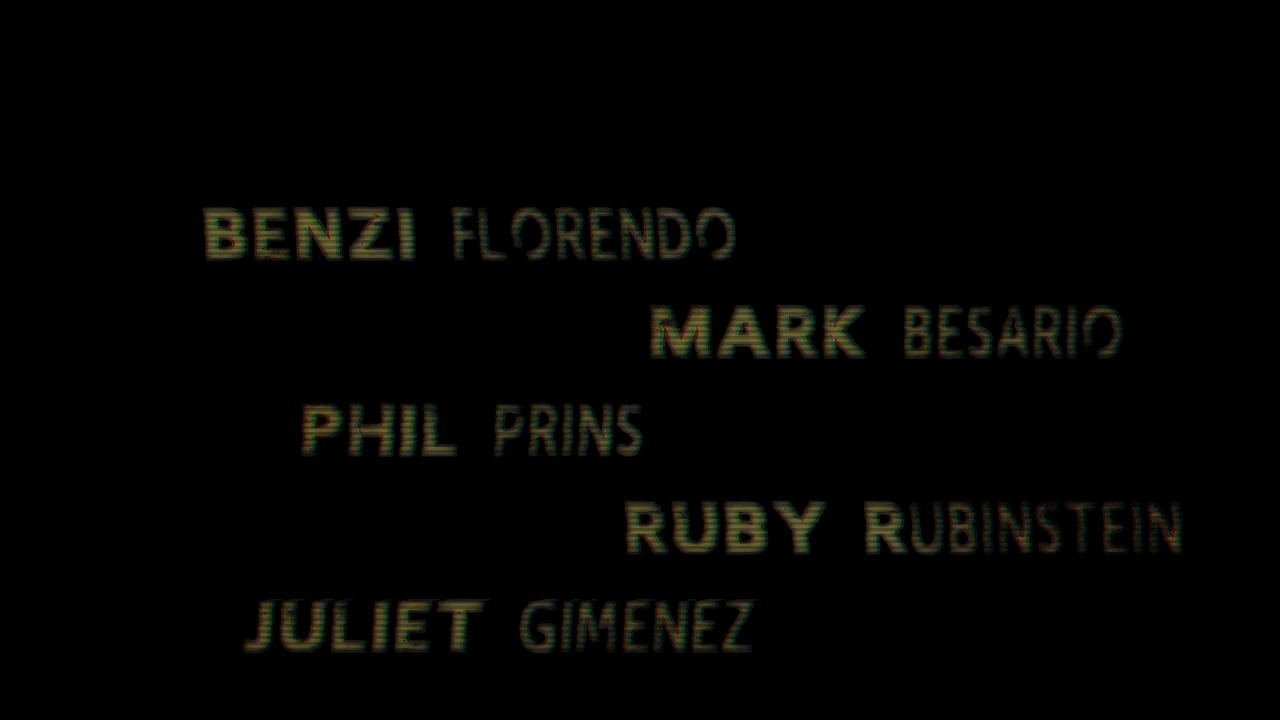 BENZI FLORENDO
MARK BESARIO
PHIL PRINS
RUBY RUBINSTEIN
JULIET GIMENEZ